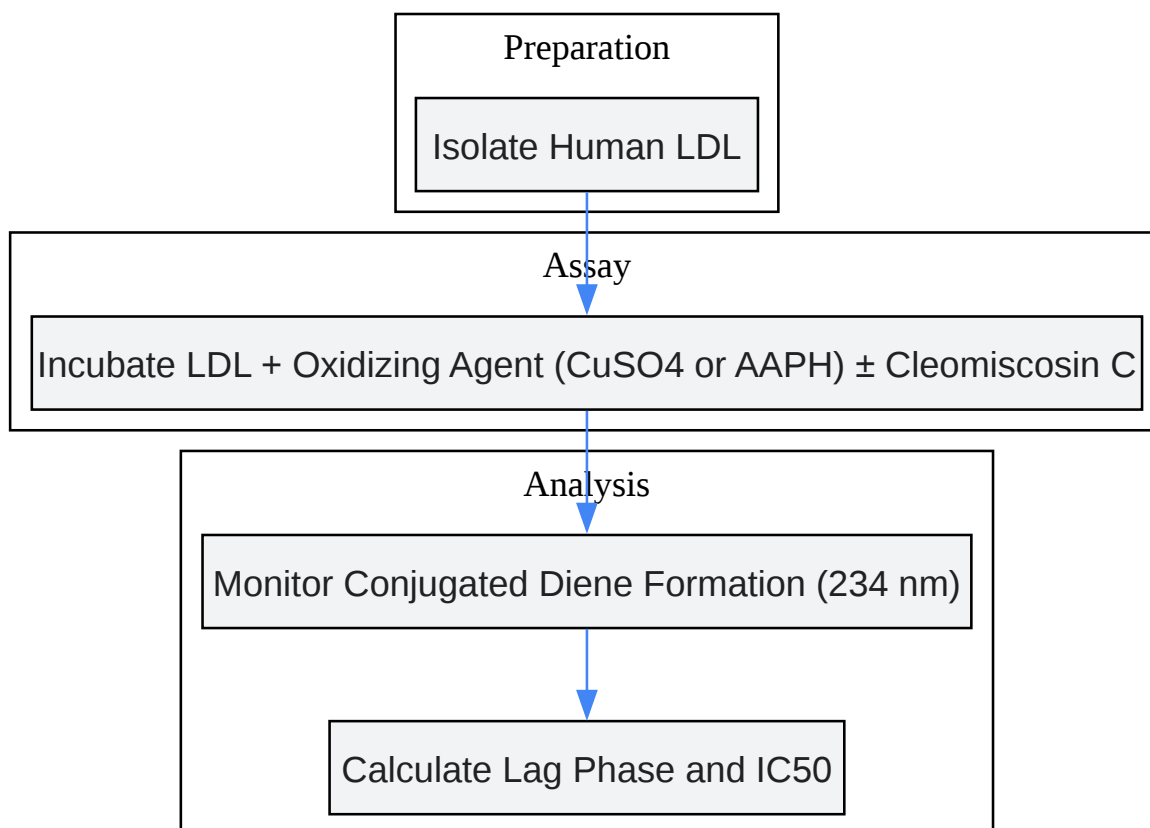 Preparation
Isolate Human LDL
Assay
Incubate LDL + Oxidizing Agent (CuSO4 or AAPH) ± Cleomiscosin C
Analysis
Monitor Conjugated Diene Formation (234 nm)
Calculate Lag Phase and IC50